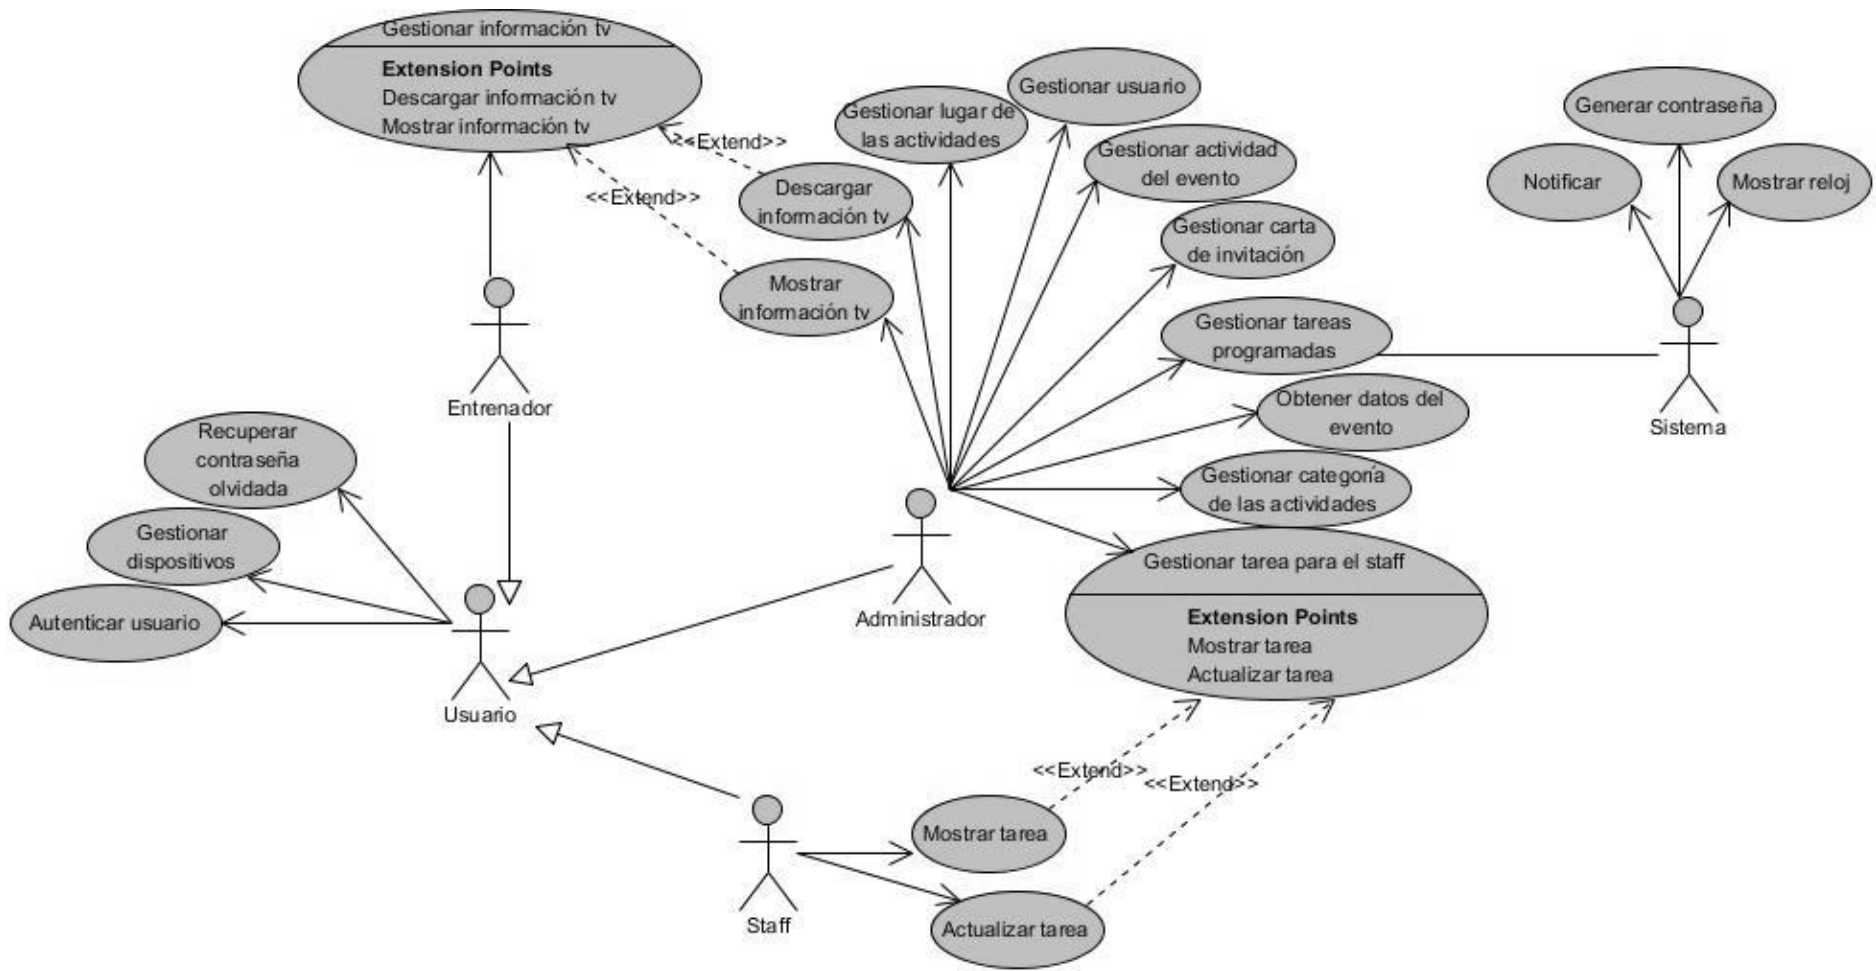 Gestionar información tv
Extension Points
Descargar información tv
Mostrar información tv
<<Extend>>
<<Extend>>
Descargar
información tv
Mostrar
información tv
Gestionar lugar de
las actividades
Gestionar usuario
Gestionar actividad
del evento
Gestionar carta
de invitación
Gestionar tareas
programadas
Obtener datos del
evento
Gestionar categoría
de las actividades
Gestionar tarea para el staff
Extension Points
Mostrar tarea
Actualizar tarea
Generar contraseña
Notificar
Mostrar reloj
Sistema
Entrenador
Recuperar
contraseña
olvidada
Gestionar
dispositivos
Autenticar usuario
Usuario
Administrador
<<Extend>>
<<Extend>>
Mostrar tarea
Actualizar tarea
Staff